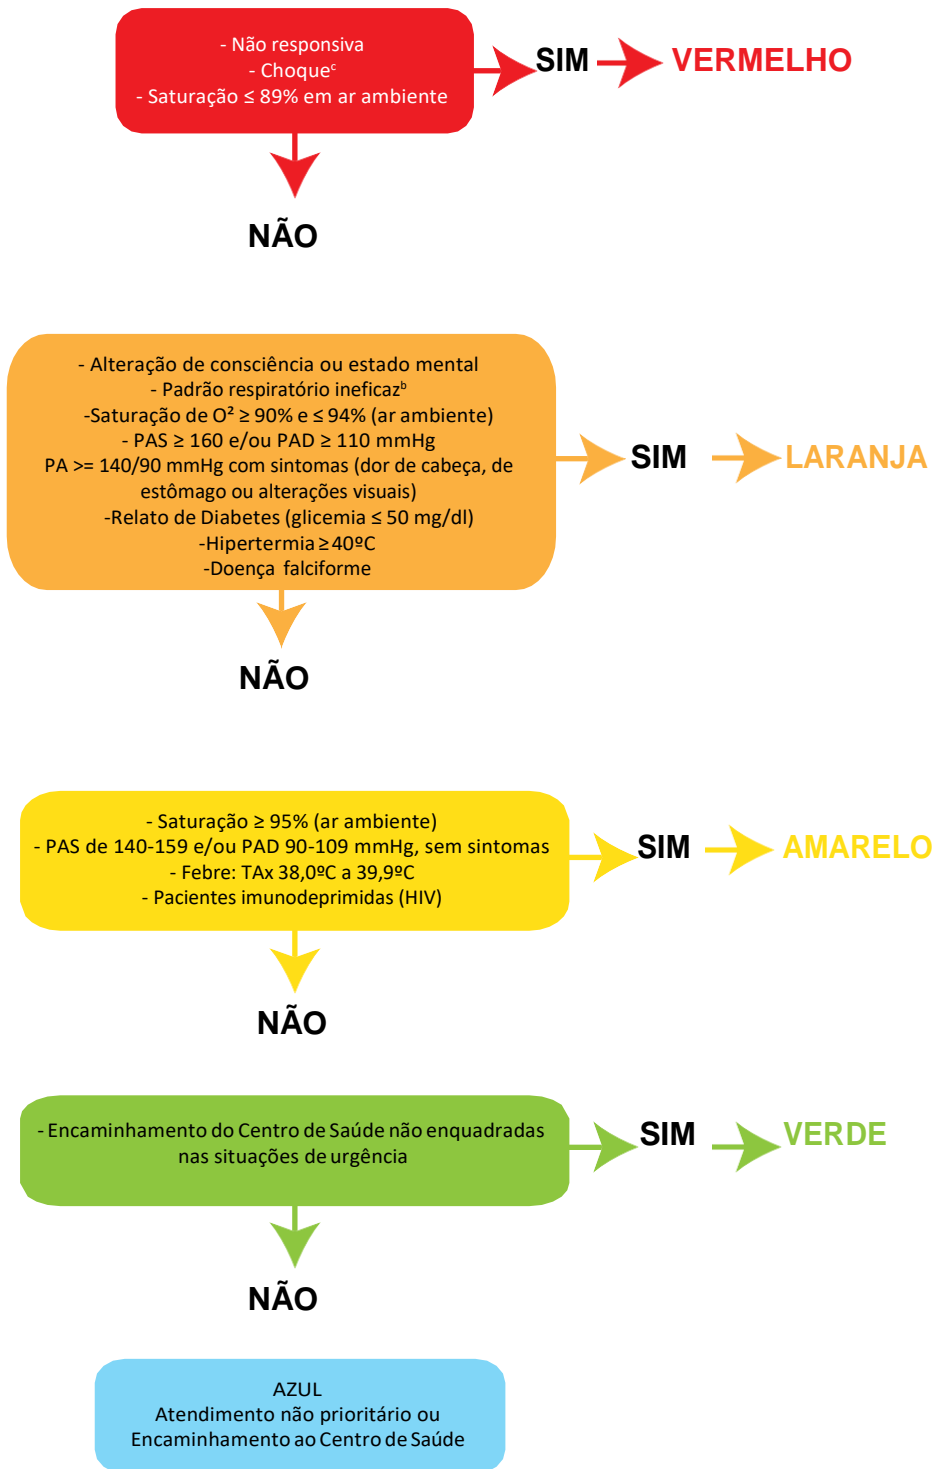 - Não responsiva
- Choqueᶜ
- Saturação ≤ 89% em ar ambiente
SIM
VERMELHO
NÃO
- Alteração de consciência ou estado mental
- Padrão respiratório ineficazᵇ
-Saturação de O² ≥ 90% e ≤ 94% (ar ambiente)
- PAS ≥ 160 e/ou PAD ≥ 110 mmHg
PA >= 140/90 mmHg com sintomas (dor de cabeça, de
estômago ou alterações visuais)
-Relato de Diabetes (glicemia ≤ 50 mg/dl)
-Hipertermia ≥ 40ºC
-Doença falciforme
SIM
LARANJA
NÃO
- Saturação ≥ 95% (ar ambiente)
- PAS de 140-159 e/ou PAD 90-109 mmHg, sem sintomas
- Febre: TAx 38,0ºC a 39,9ºC
- Pacientes imunodeprimidas (HIV)
SIM
AMARELO
NÃO
- Encaminhamento do Centro de Saúde não enquadradas
nas situações de urgência
SIM
VERDE
NÃO
AZUL
Atendimento não prioritário ou
Encaminhamento ao Centro de Saúde